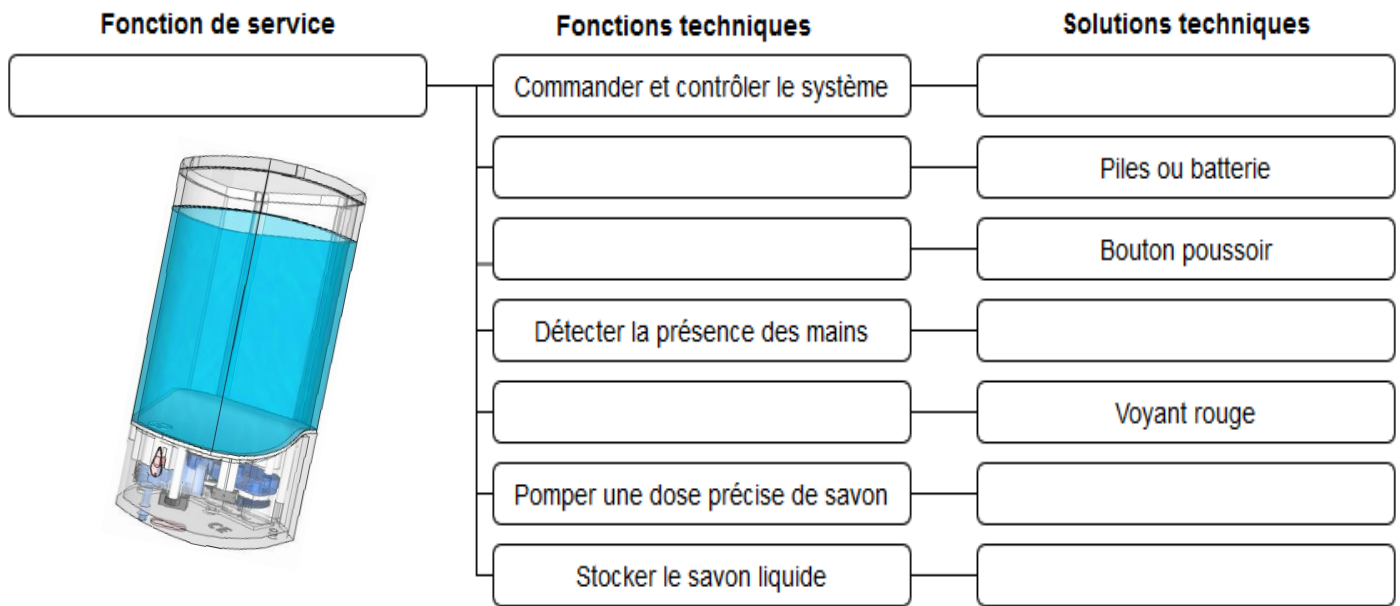 Fonction de service
Fonctions techniques
Solutions techniques
Commander et contrôler le système
Piles ou batterie
Bouton poussoir
Détecter la présence des mains
Voyant rouge
Pomper une dose précise de savon
Stocker le savon liquide
CE